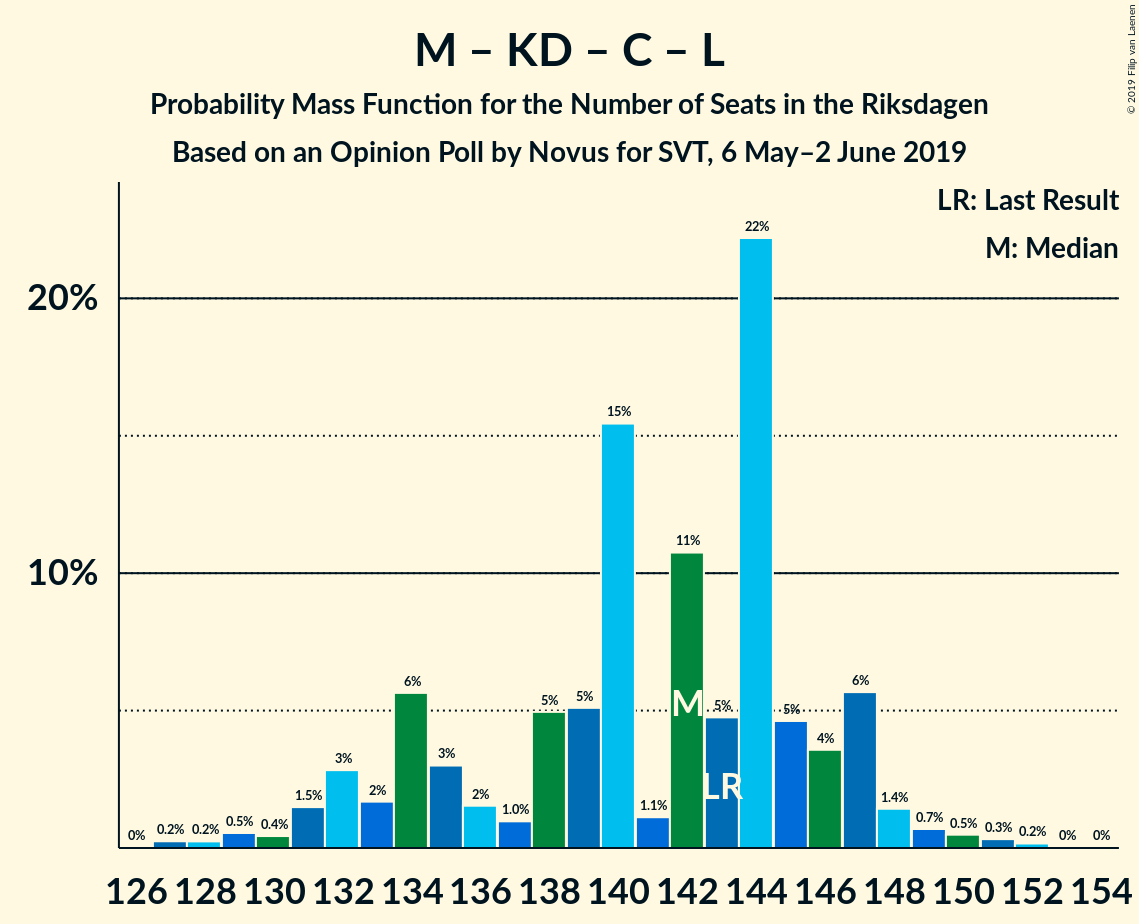 M – KD – C – L
Probability Mass Function for the Number of Seats in the Riksdagen
Based on an Opinion Poll by Novus for SVT, 6 May–2 June 2019
© 2019 Filip van Laenen
LR: Last Result
M: Median
20%
10%
0% 0.2% 0.2% 0.5% 0.4% 1.5% 3% 2% 6% 3% 2% 1.0% 5% 5% 15% 1.1% 11% 5% 22% 5% 4% 6% 1.4% 0.7% 0.5% 0.3% 0.2% 0% 0%
M
LR
126 128 130 132 134 136 138 140 142 144 146 148 150 152 154